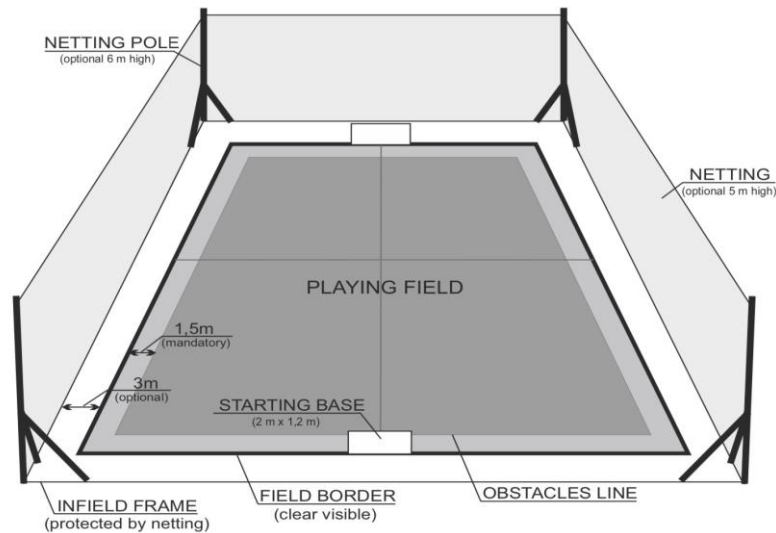 NETTING POLE
(optional 6 m high)
NETTING
(optional 5 m high)
PLAYING FIELD
1,5m
(mandatory)
3m
(optional)
STARTING BASE
(2 m x 1,2 m)
INFIELD FRAME
(protected by netting)
FIELD BORDER
(clear visible)
OBSTACLES LINE